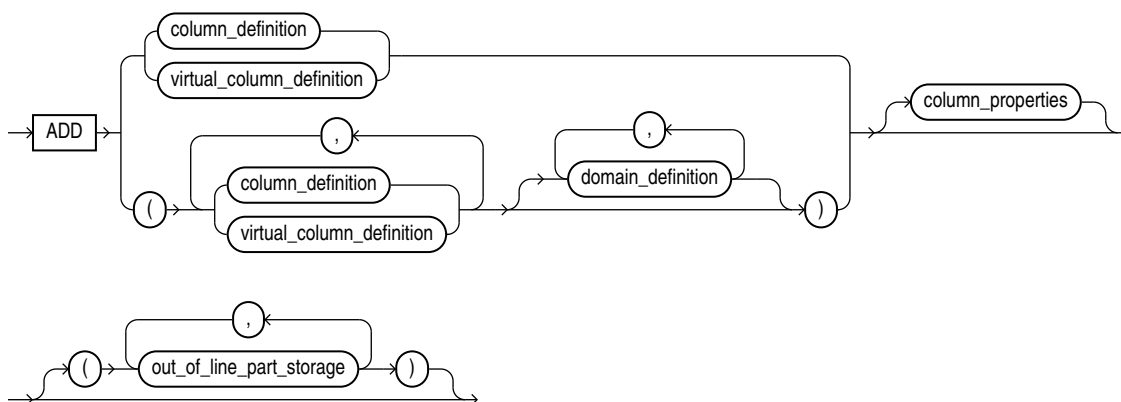 column_definition
virtual_column_definition
ADD
column_properties
,
,
column_definition
domain_definition
(
)
virtual_column_definition
,
( out_of_line_part_storage )